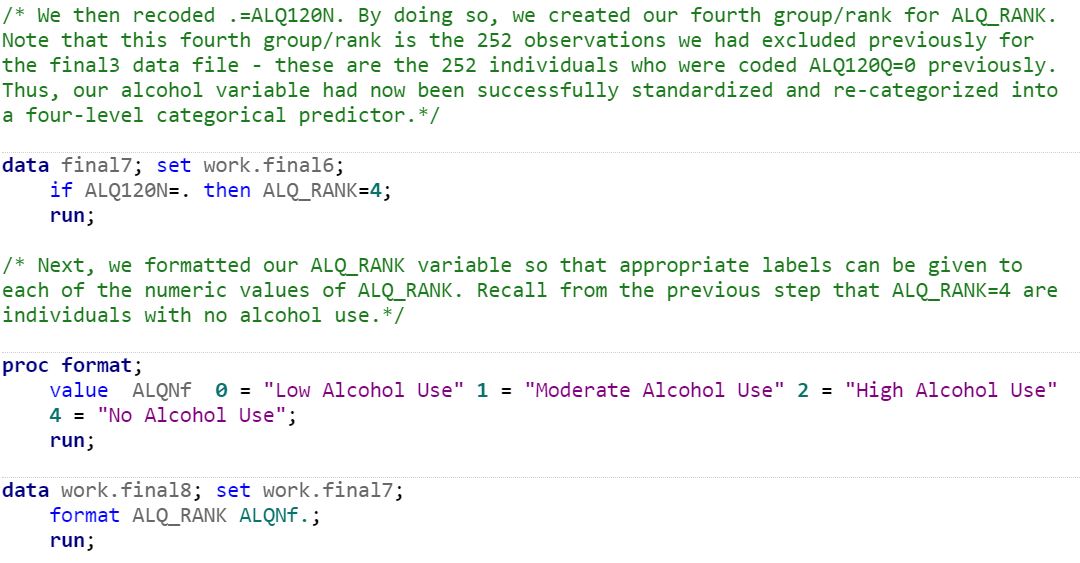 /* We then recoded .=ALQ120N. By doing so, we created our fourth group/rank for ALQ_RANK.
Note that this fourth group/rank is the 252 observations we had excluded previously for
the final3 data file - these are the 252 individuals who were coded ALQ120Q=0 previously.
Thus, our alcohol variable had now been successfully standardized and re-categorized into
a four-level categorical predictor.*/
data final7; set work.final6;
if ALQ120N=. then ALQ_RANK=4;
run;
/* Next, we formatted our ALQ_RANK variable so that appropriate labels can be given to
each of the numeric values of ALQ_RANK. Recall from the previous step that ALQ_RANK=4 are
individuals with no alcohol use.*/
proc format;
value ALQNf 0 = "Low Alcohol Use" 1 = "Moderate Alcohol Use" 2 = "High Alcohol Use"
4 = "No Alcohol Use";
run;
data work.final8; set work.final7;
format ALQ_RANK ALQNf.;
run;